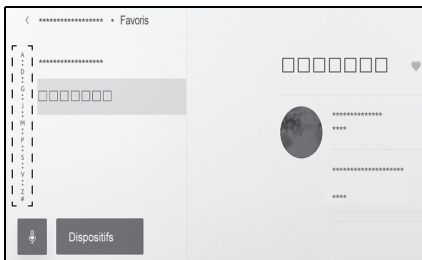 ****************** • Favoris
******************
□□□□□□□
A
D
G
J
M
P
S
V
Z
#
Dispositifs
□□□□□□□
**************
****
********************
****